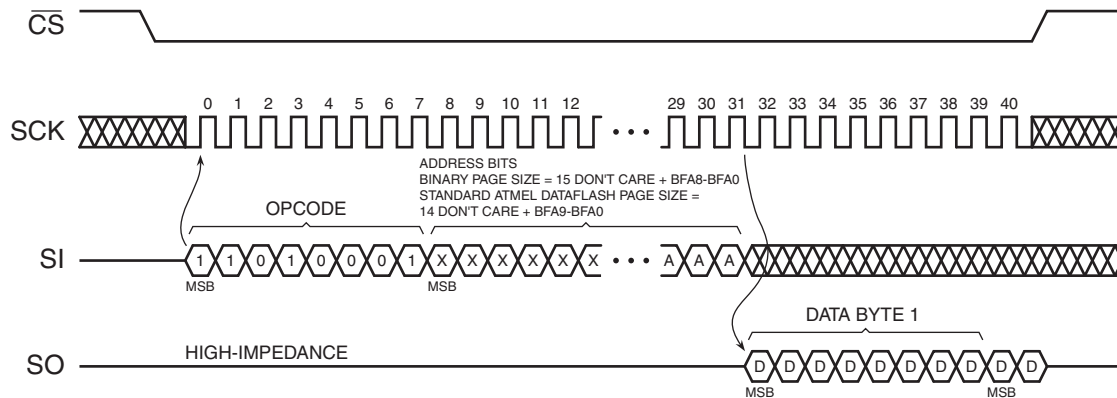 CS
0 1 2 3 4 5 6 7 8 9 10 11 12 29 30 31 32 33 34 35 36 37 38 39 40
SCK
ADDRESS BITS
BINARY PAGE SIZE = 15 DON'T CARE + BFA8-BFA0
STANDARD ATMEL DATAFLASH PAGE SIZE =
14 DON'T CARE + BFA9-BFA0
OPCODE
SI 1 1 0 1 0 0 0 1 X X X X X X • • • A A A
MSB MSB
DATA BYTE 1
HIGH-IMPEDANCE
SO D D D D D D D D D D
MSB MSB